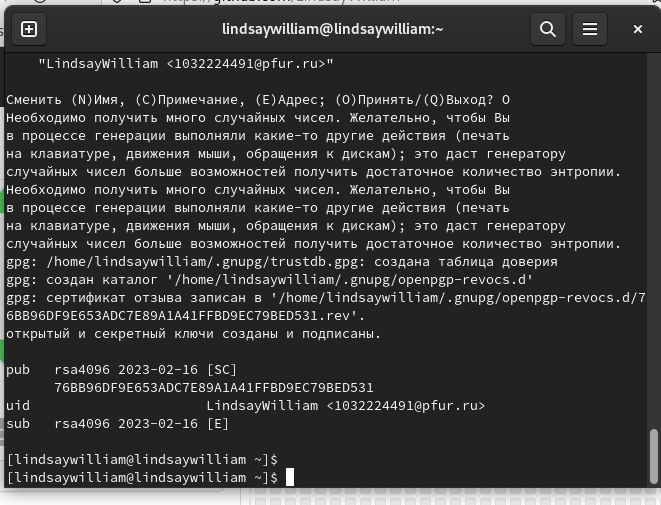 lindsaywilliam@lindsaywilliam:~
"LindsayWilliam <1032224491@pfur.ru>"
Сменить (N)Имя, (C)Примечание, (E)Адрес; (O)Принять/(Q)Выход? O
Необходимо получить много случайных чисел. Желательно, чтобы Вы
в процессе генерации выполняли какие-то другие действия (печать
на клавиатуре, движения мыши, обращения к дискам); это даст генератору
случайных чисел больше возможностей получить достаточное количество энтропии.
Необходимо получить много случайных чисел. Желательно, чтобы Вы
в процессе генерации выполняли какие-то другие действия (печать
на клавиатуре, движения мыши, обращения к дискам); это даст генератору
случайных чисел больше возможностей получить достаточное количество энтропии.
gpg: /home/lindsaywilliam/.gnupg/trustdb.gpg: создана таблица доверия
gpg: создан каталог '/home/lindsaywilliam/.gnupg/openpgp-revocs.d'
gpg: сертификат отзыва записан в '/home/lindsaywilliam/.gnupg/openpgp-revocs.d/7
6BB96DF9E653ADC7E89A1A41FFBD9EC79BED531.rev'.
открытый и секретный ключи созданы и подписаны.
pub   rsa4096 2023-02-16 [SC]
      76BB96DF9E653ADC7E89A1A41FFBD9EC79BED531
uid                      LindsayWilliam <1032224491@pfur.ru>
sub   rsa4096 2023-02-16 [E]
[lindsaywilliam@lindsaywilliam ~]$
[lindsaywilliam@lindsaywilliam ~]$